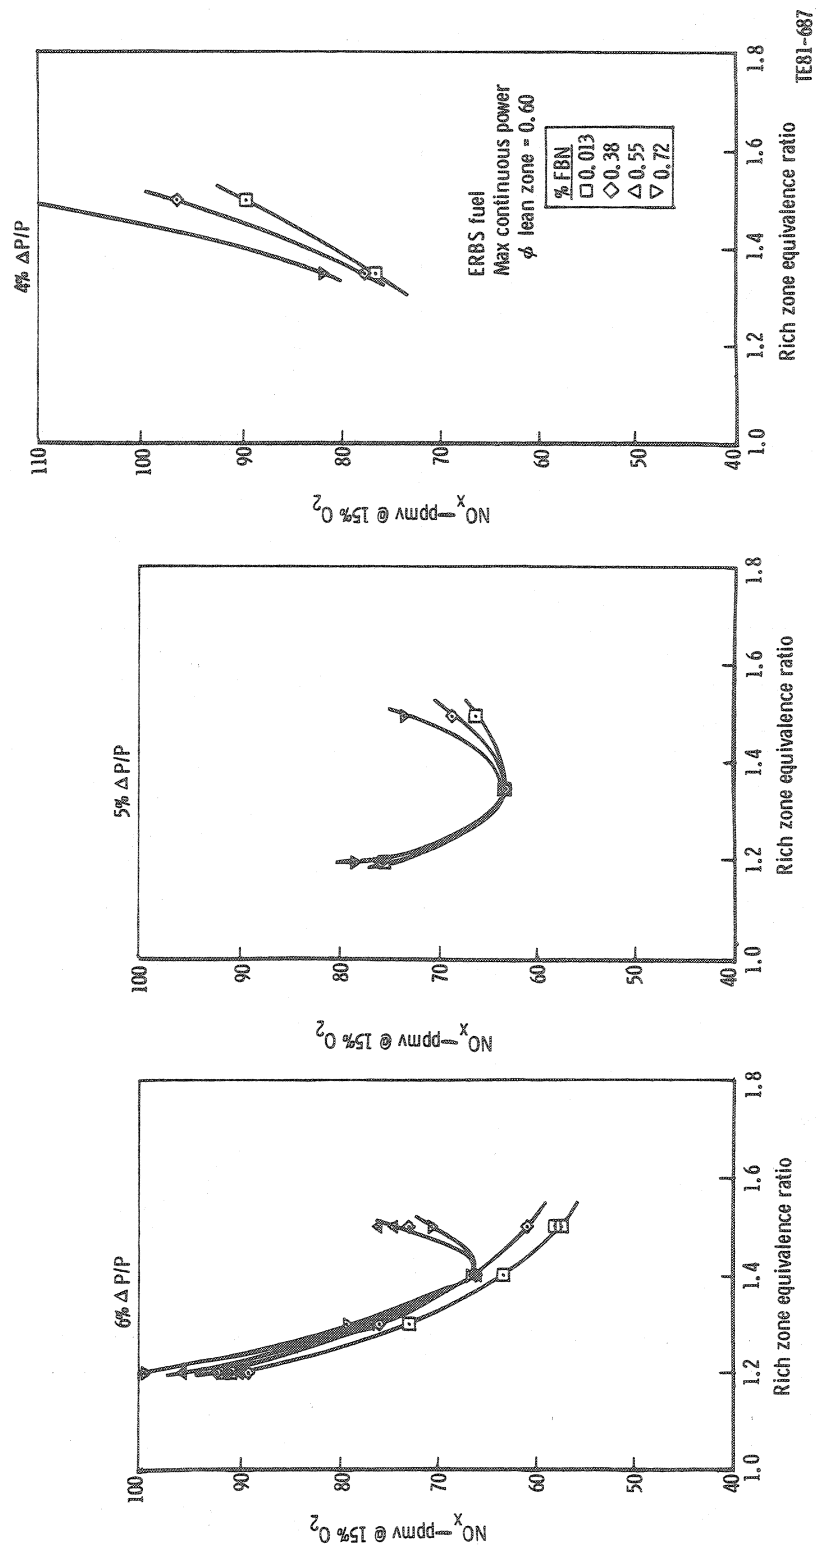 6% Δ P/P
100
90
80
70
60
50
40
NOx—ppmv @ 15% O2
1.0
1.2
1.4
1.6
1.8
Rich zone equivalence ratio
5% Δ P/P
100
90
80
70
60
50
40
NOx—ppmv @ 15% O2
1.0
1.2
1.4
1.6
1.8
Rich zone equivalence ratio
4% Δ P/P
110
100
90
80
70
60
50
40
NOx—ppmv @ 15% O2
1.0
1.2
1.4
1.6
1.8
Rich zone equivalence ratio
ERBS fuel
Max continuous power
ϕ lean zone = 0.60
% FBN
□ 0.013
◇ 0.38
△ 0.55
▽ 0.72
TE81-687